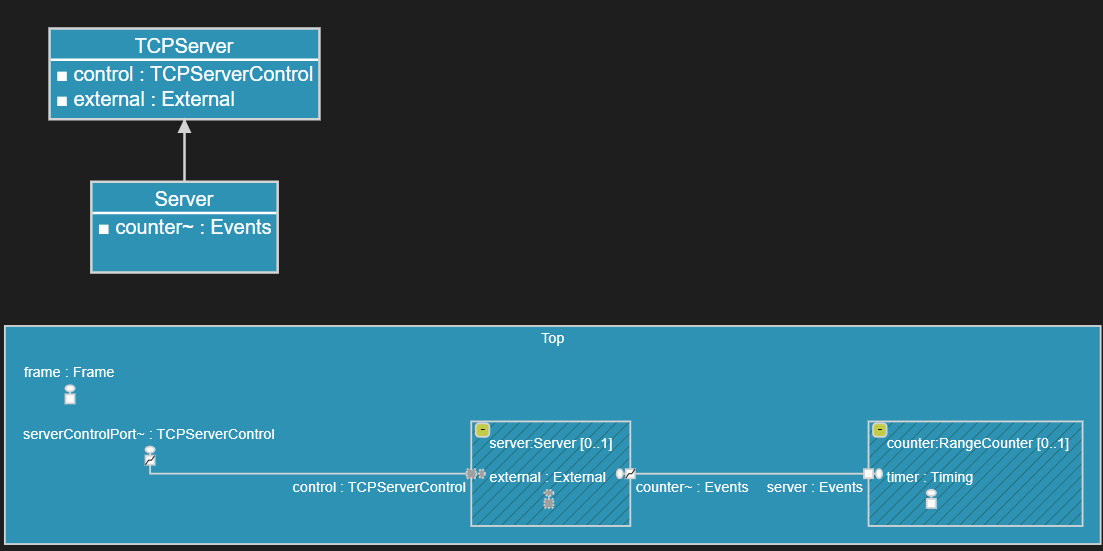 TCPServer
control : TCPServerControl
external : External
Server
counter~ : Events
Top
frame : Frame
serverControlPort~ : TCPServerControl
server:Server [0..1]
counter:RangeCounter [0..1]
external : External
timer : Timing
control : TCPServerControl
counter~ : Events
server : Events